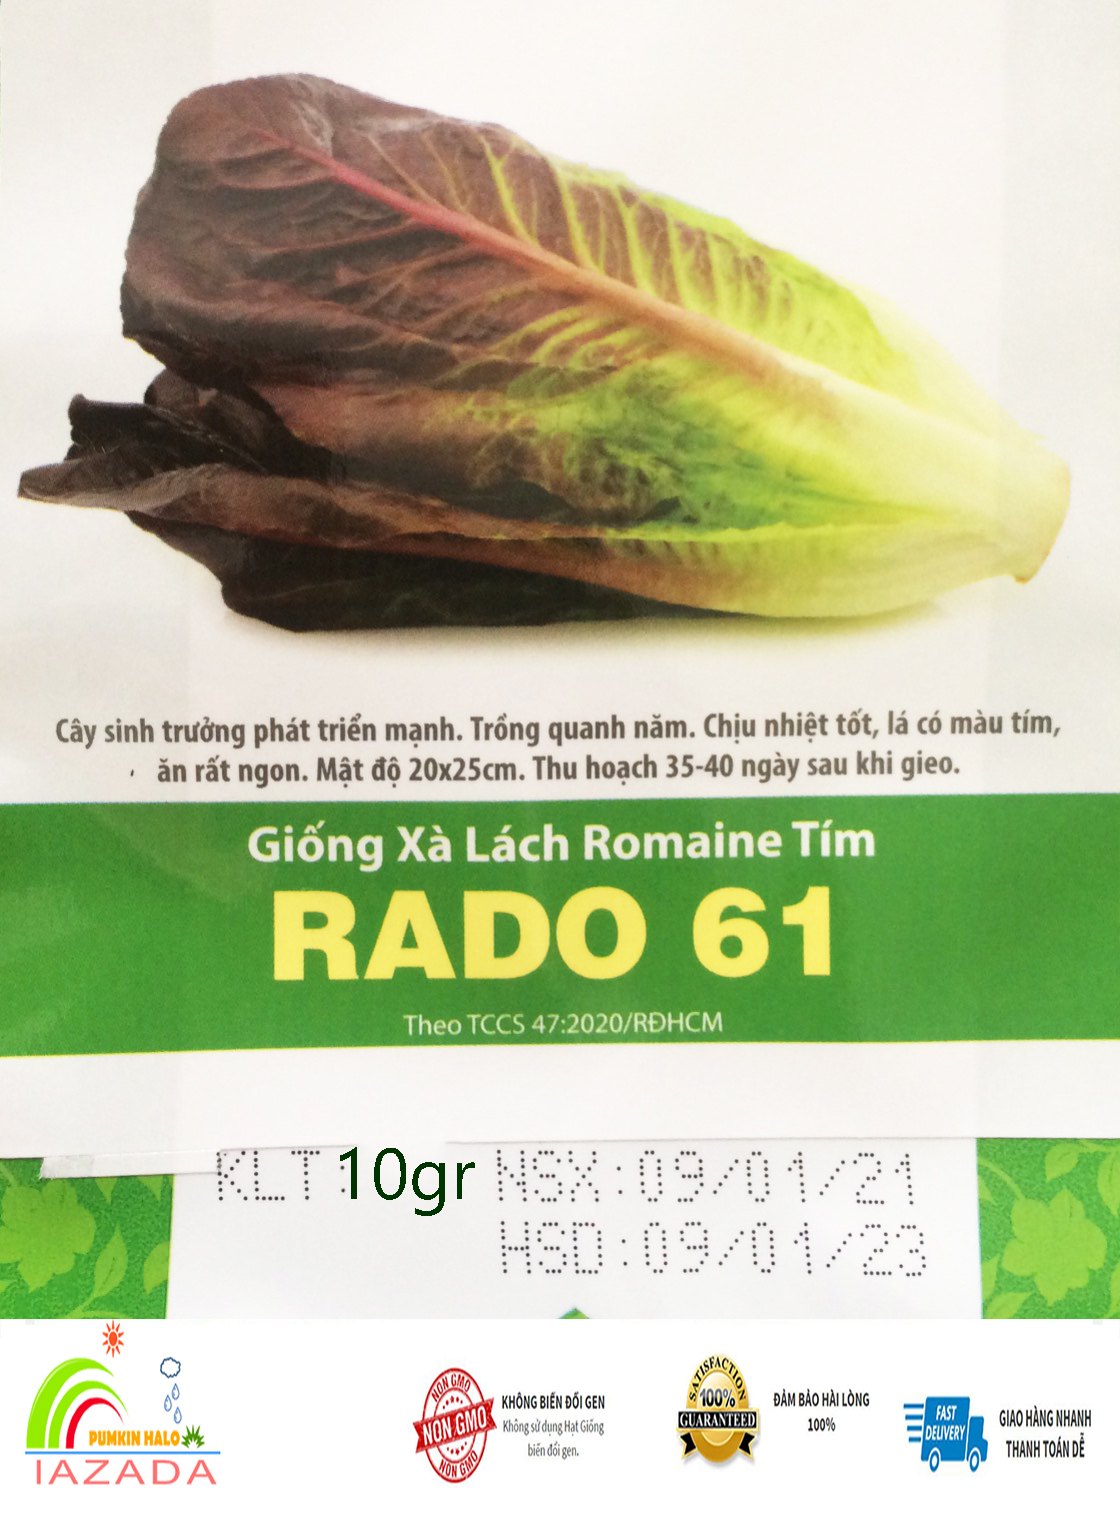 Cây sinh trưởng phát triển mạnh. Trồng quanh năm. Chịu nhiệt tốt, lá có màu tím,
ăn rất ngon. Mật độ 20x25cm. Thu hoạch 35-40 ngày sau khi gieo.
Giống Xà Lách Romaine Tím
RADO 61
Theo TCCS 47:2020/RĐHCM
KLT: 10gr NSX: 09/01/21
HSD: 09/01/23
PUMKIN HALO
IAZADA
NON GMO
NON GMO
NON GMO
KHÔNG BIẾN ĐỔI GEN
Không sử dụng Hạt Giống
biến đổi gen.
SATISFACTION
100%
GUARANTEED
ĐẢM BẢO HÀI LÒNG
100%
FAST
DELIVERY
GIAO HÀNG NHANH
THANH TOÁN DỄ